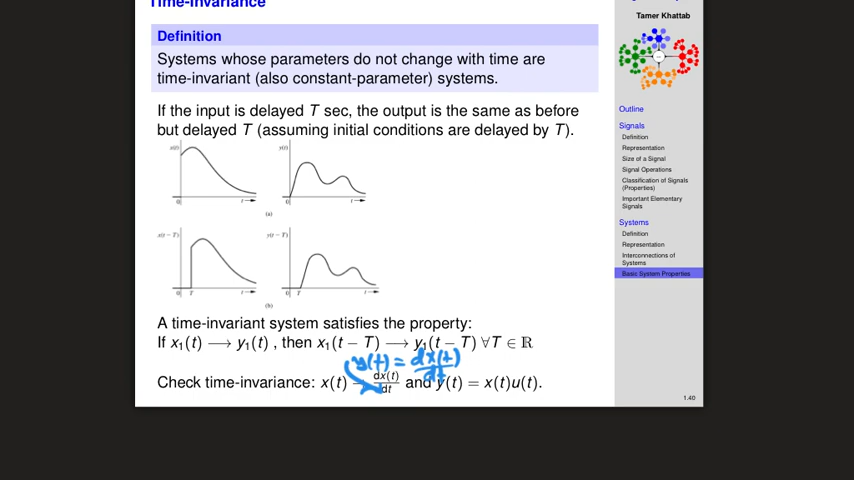 Time-invariance
Tamer Khattab
Definition
Systems whose parameters do not change with time are
time-invariant (also constant-parameter) systems.
If the input is delayed T sec, the output is the same as before
but delayed T (assuming initial conditions are delayed by T).
x(t)
y(t)
0
t
0
t
(a)
x(t − T)
y(t − T)
0 T
t
0 T
t
(b)
A time-invariant system satisfies the property:
If x₁(t) ⟶ y₁(t) , then x₁(t − T) ⟶ y₁(t − T) ∀T ∈ ℝ
y(t) = dx(t)/dt
Check time-invariance: x(t) dx(t)/dt and y(t) = x(t)u(t).
Outline
Signals
Definition
Representation
Size of a Signal
Signal Operations
Classification of Signals
(Properties)
Important Elementary
Signals
Systems
Definition
Representation
Interconnections of
Systems
Basic System Properties
1.40